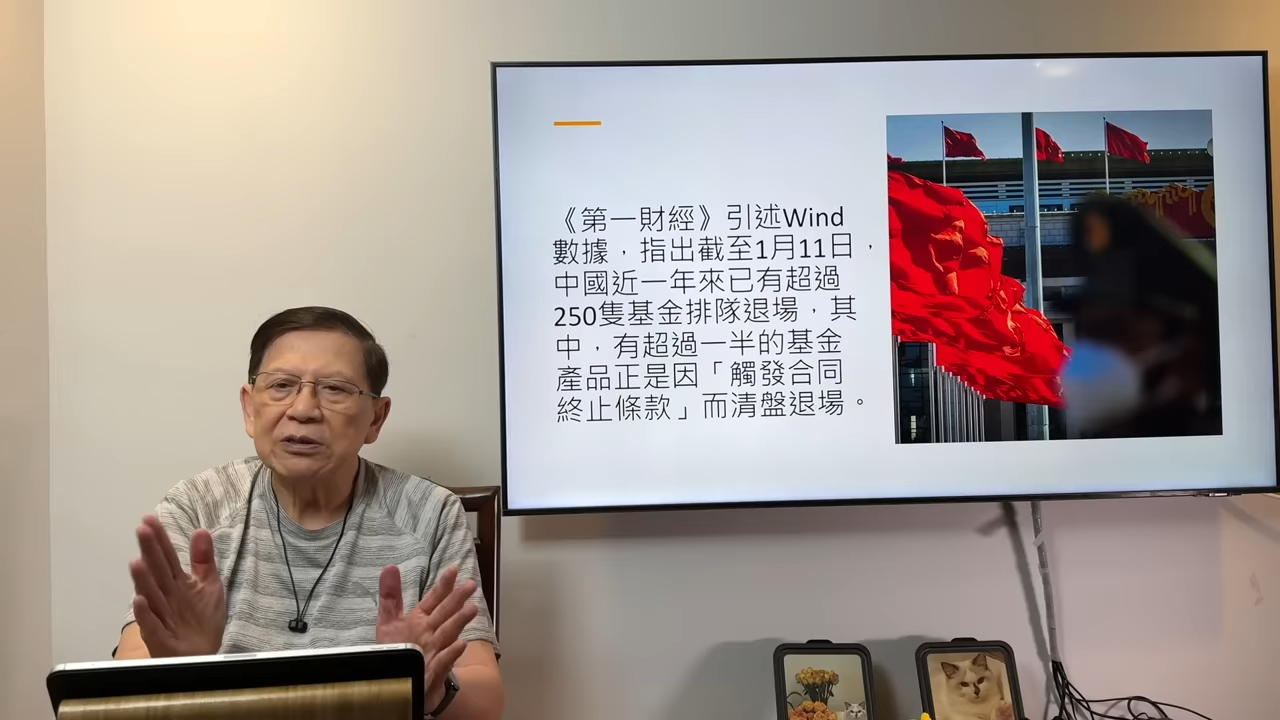 《第一財經》引述Wind
數據，指出截至1月11日，
中國近一年來已有超過
250隻基金排隊退場，其
中，有超過一半的基金
產品正是因「觸發合同
終止條款」而清盤退場。